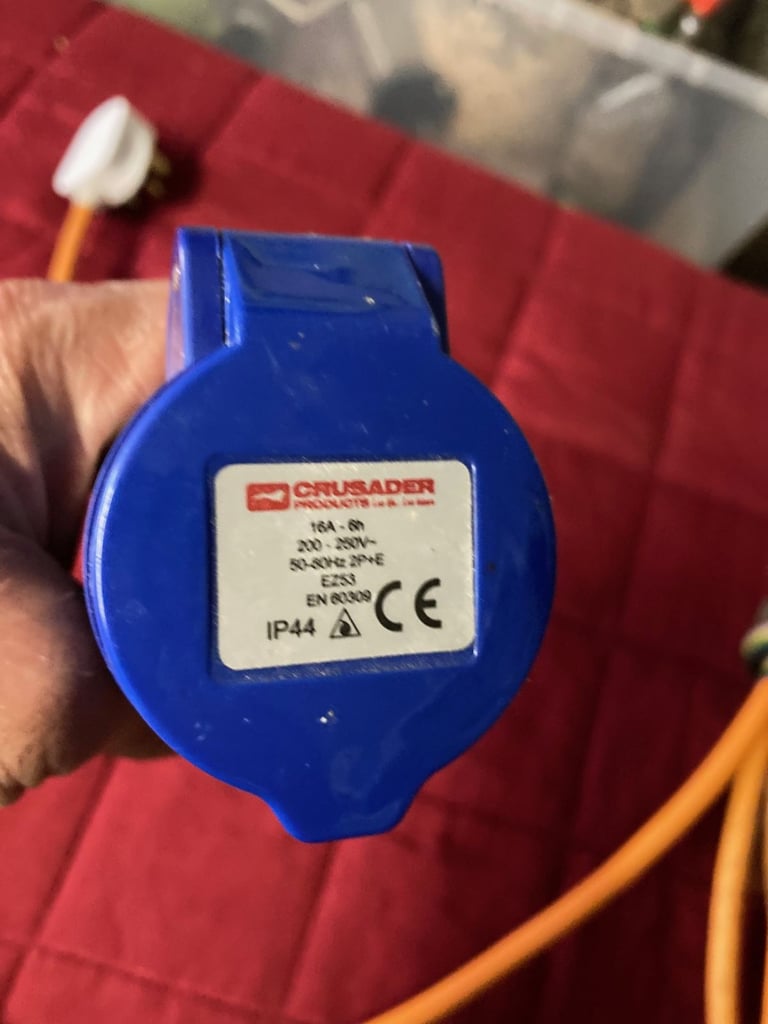 CRUSADER
PRODUCTS
16A - 6h
200 - 250V~
50-60Hz 2P+E
EZ53
EN 60309
IP44 CE